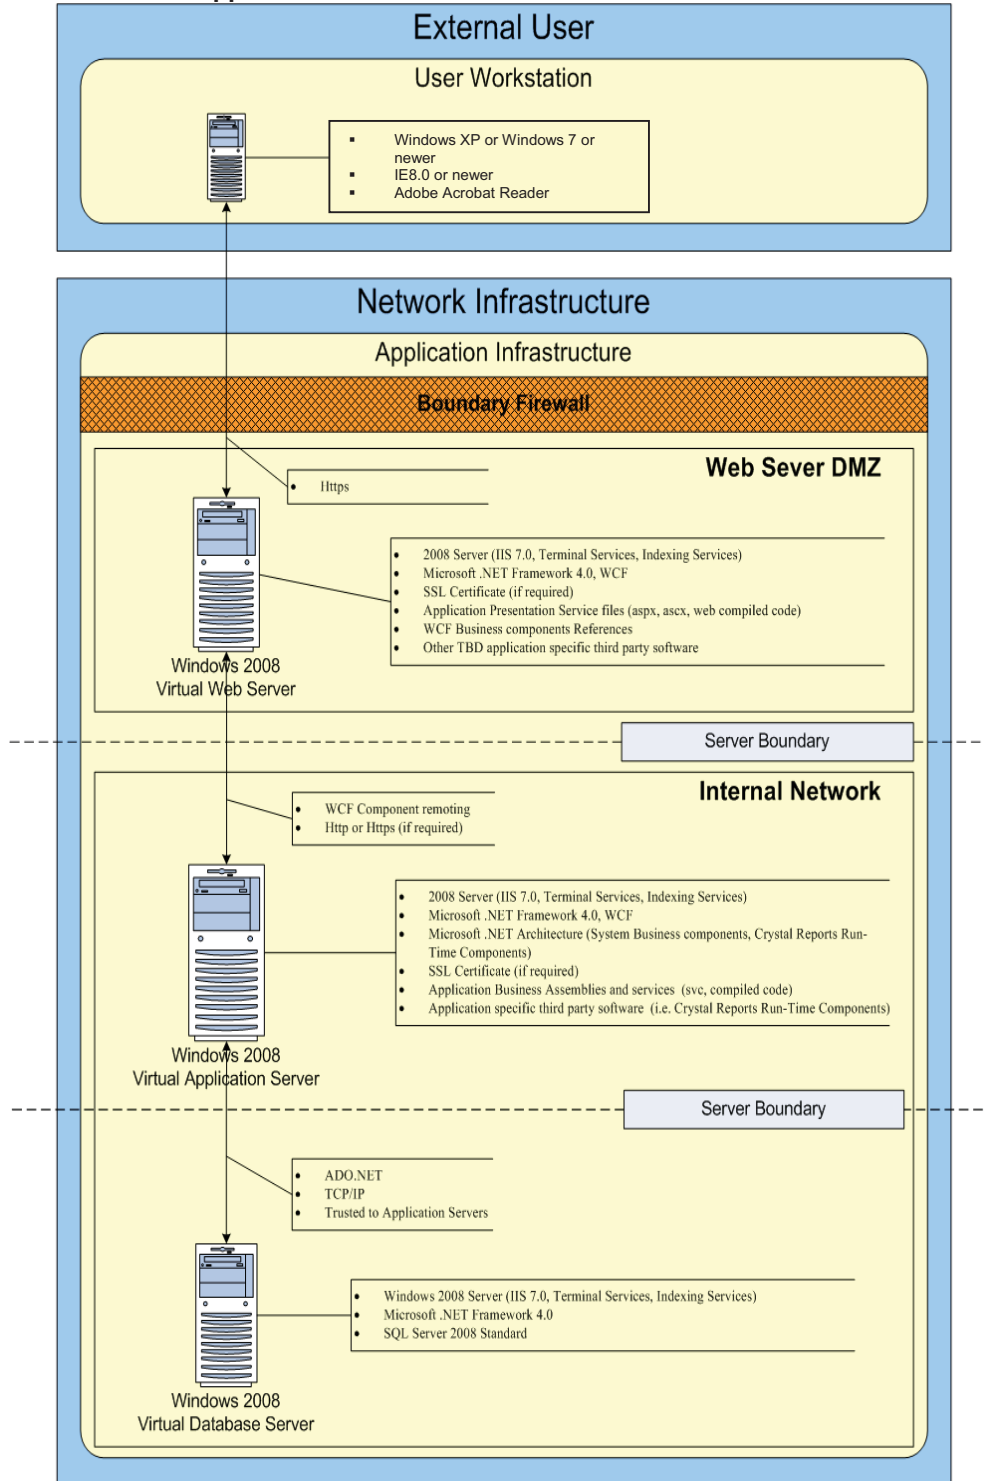 External User
User Workstation
▪ Windows XP or Windows 7 or
newer
▪ IE8.0 or newer
▪ Adobe Acrobat Reader
Network Infrastructure
Application Infrastructure
Boundary Firewall
Web Sever DMZ
• Https
• 2008 Server (IIS 7.0, Terminal Services, Indexing Services)
• Microsoft .NET Framework 4.0, WCF
• SSL Certificate (if required)
• Application Presentation Service files (aspx, ascx, web compiled code)
• WCF Business components References
• Other TBD application specific third party software
Windows 2008
Virtual Web Server
Server Boundary
Internal Network
• WCF Component remoting
• Http or Https (if required)
• 2008 Server (IIS 7.0, Terminal Services, Indexing Services)
• Microsoft .NET Framework 4.0, WCF
• Microsoft .NET Architecture (System Business components, Crystal Reports Run-
Time Components)
• SSL Certificate (if required)
• Application Business Assemblies and services (svc, compiled code)
• Application specific third party software (i.e. Crystal Reports Run-Time Components)
Windows 2008
Virtual Application Server
Server Boundary
• ADO.NET
• TCP/IP
• Trusted to Application Servers
• Windows 2008 Server (IIS 7.0, Terminal Services, Indexing Services)
• Microsoft .NET Framework 4.0
• SQL Server 2008 Standard
Windows 2008
Virtual Database Server